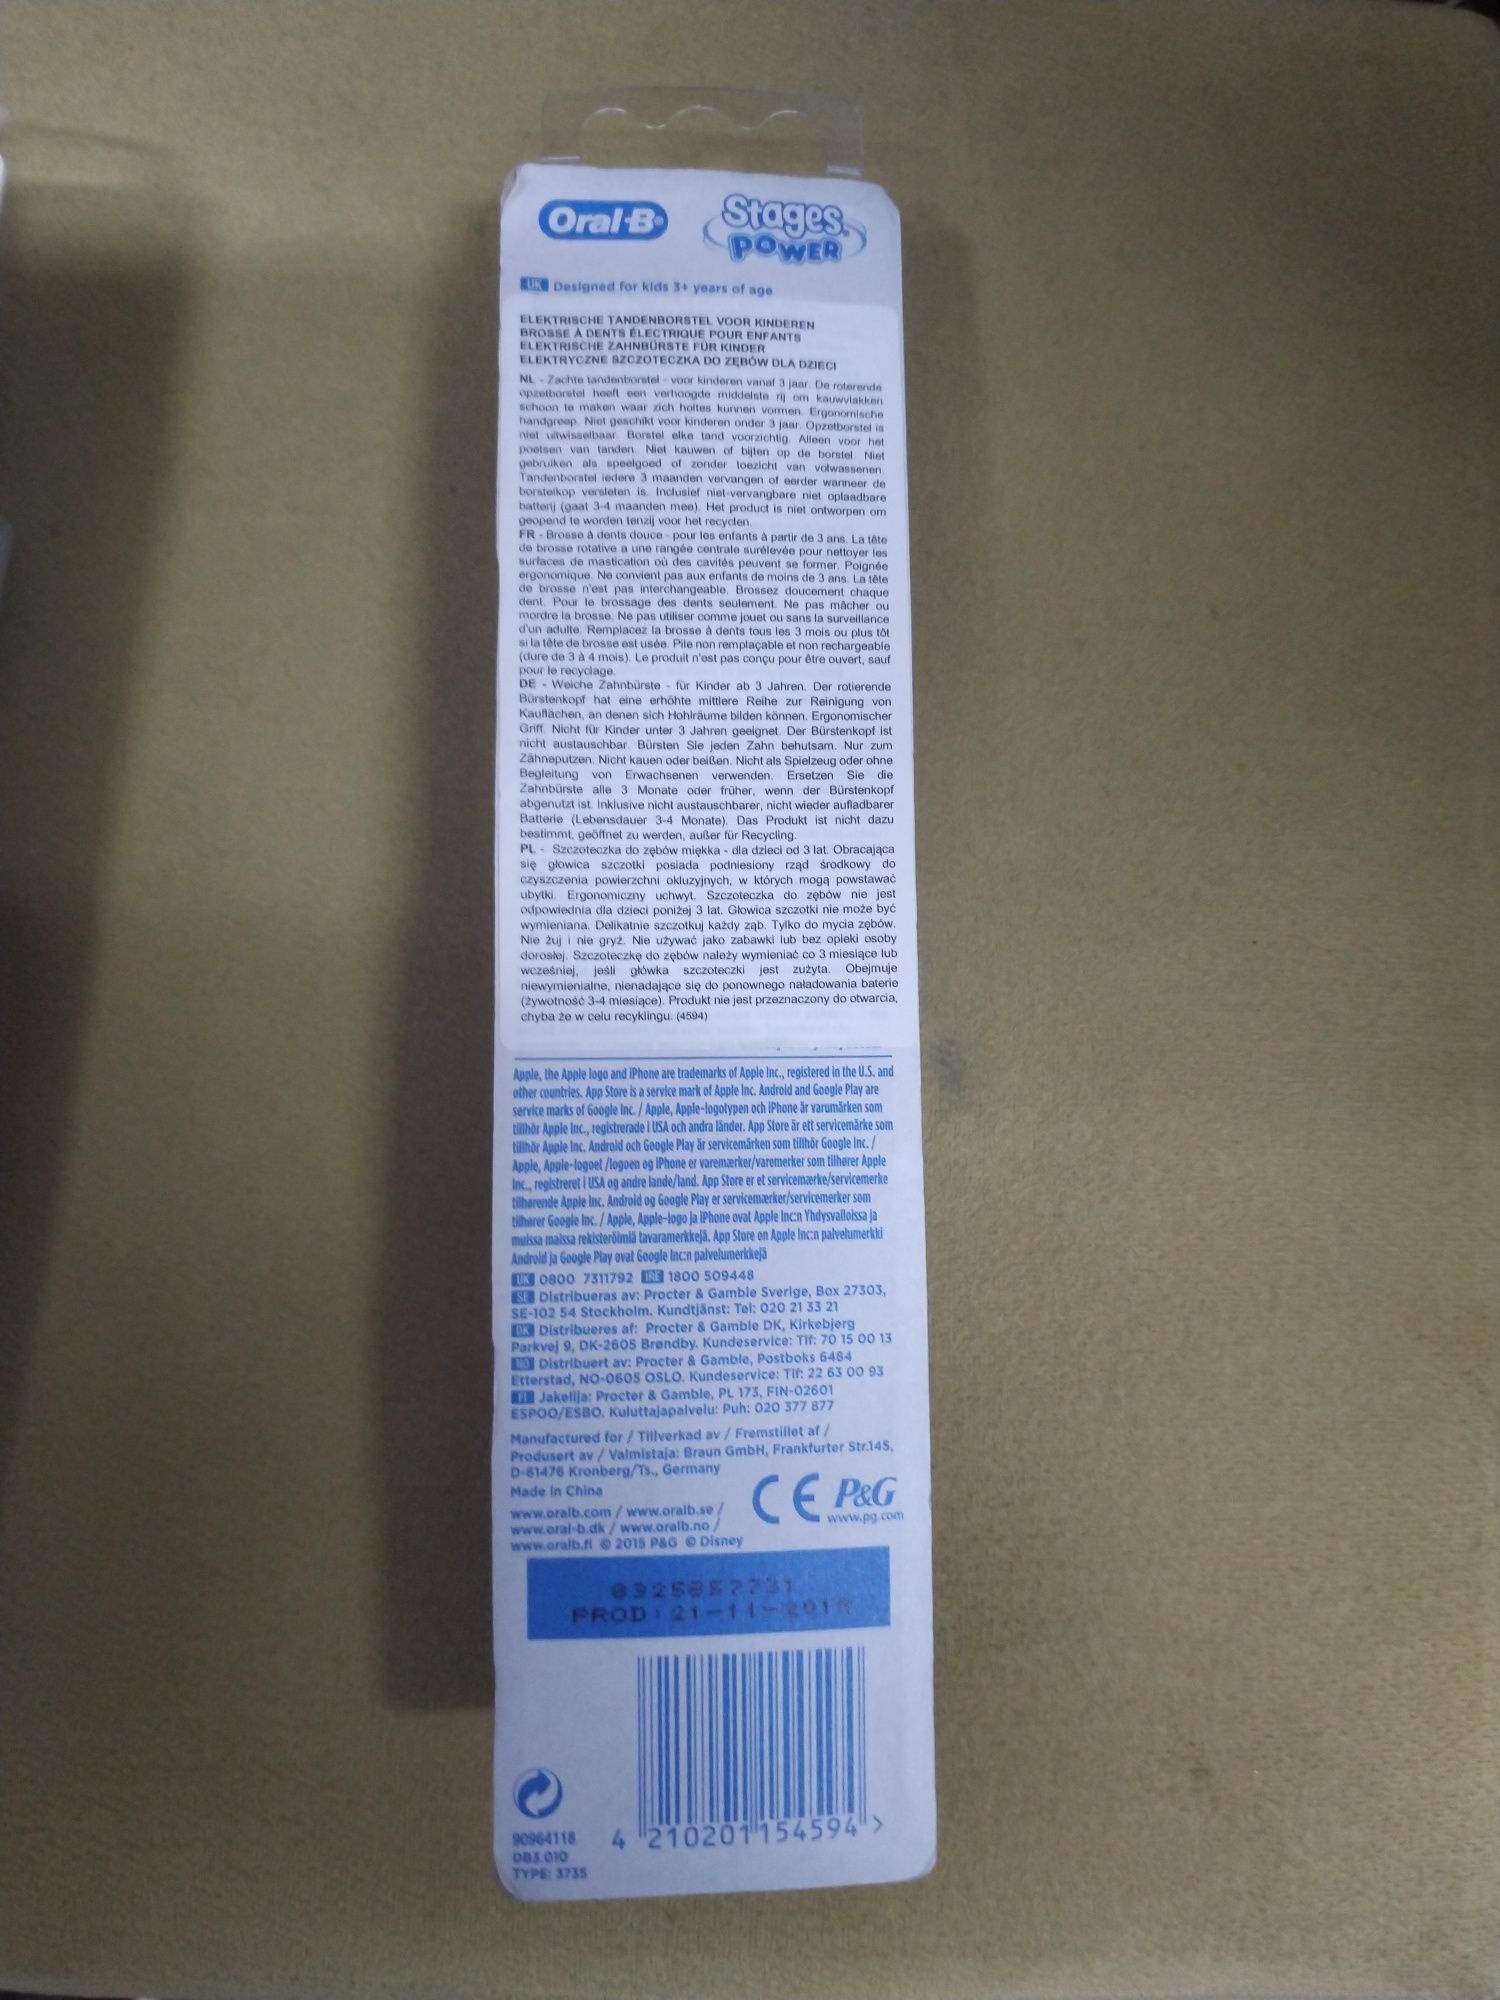 Oral-B
Stages
POWER
UK Designed for kids 3+ years of age
ELEKTRISCHE TANDENBORSTEL VOOR KINDEREN
BROSSE À DENTS ÉLECTRIQUE POUR ENFANTS
ELEKTRISCHE ZAHNBÜRSTE FÜR KINDER
ELEKTRYCZNE SZCZOTECZKA DO ZĘBÓW DLA DZIECI
NL - Zachte tandenborstel - voor kinderen vanaf 3 jaar. De roterende
opzetborstel heeft een verhoogde middelste rij om kauwvlakken
schoon te maken waar zich holtes kunnen vormen. Ergonomische
handgreep. Niet geschikt voor kinderen onder 3 jaar. Opzetborstel is
niet uitwisselbaar. Borstel elke tand voorzichtig. Alleen voor het
poetsen van tanden. Niet kauwen of bijten op de borstel. Niet
gebruiken als speelgoed of zonder toezicht van volwassenen.
Tandenborstel iedere 3 maanden vervangen of eerder wanneer de
borstelkop versleten is. Inclusief niet-vervangbare niet oplaadbare
batterij (gaat 3-4 maanden mee). Het product is niet ontworpen om
geopend te worden tenzij voor het recyclen.
FR - Brosse à dents douce - pour les enfants à partir de 3 ans. La tête
de brosse rotative a une rangée centrale surélevée pour nettoyer les
surfaces de mastication où des cavités peuvent se former. Poignée
ergonomique. Ne convient pas aux enfants de moins de 3 ans. La tête
de brosse n'est pas interchangeable. Brossez doucement chaque
dent. Pour le brossage des dents seulement. Ne pas mâcher ou
mordre la brosse. Ne pas utiliser comme jouet ou sans la surveillance
d'un adulte. Remplacez la brosse à dents tous les 3 mois ou plus tôt
si la tête de brosse est usée. Pile non remplaçable et non rechargeable
(dure de 3 à 4 mois). Le produit n'est pas conçu pour être ouvert, sauf
pour le recyclage.
DE - Weiche Zahnbürste - für Kinder ab 3 Jahren. Der rotierende
Bürstenkopf hat eine erhöhte mittlere Reihe zur Reinigung von
Kauflächen, an denen sich Hohlräume bilden können. Ergonomischer
Griff. Nicht für Kinder unter 3 Jahren geeignet. Der Bürstenkopf ist
nicht austauschbar. Bürsten Sie jeden Zahn behutsam. Nur zum
Zähneputzen. Nicht kauen oder beißen. Nicht als Spielzeug oder ohne
Begleitung von Erwachsenen verwenden. Ersetzen Sie die
Zahnbürste alle 3 Monate oder früher, wenn der Bürstenkopf
abgenutzt ist. Inklusive nicht austauschbarer, nicht wieder aufladbarer
Batterie (Lebensdauer 3-4 Monate). Das Produkt ist nicht dazu
bestimmt, geöffnet zu werden, außer für Recycling.
PL - Szczoteczka do zębów miękka - dla dzieci od 3 lat. Obracająca
się głowica szczotki posiada podniesiony rząd środkowy do
czyszczenia powierzchni okluzyjnych, w których mogą powstawać
ubytki. Ergonomiczny uchwyt. Szczoteczka do zębów nie jest
odpowiednia dla dzieci poniżej 3 lat. Głowica szczotki nie może być
wymieniana. Delikatnie szczotkuj każdy ząb. Tylko do mycia zębów.
Nie żuj i nie gryź. Nie używać jako zabawki lub bez opieki osoby
dorosłej. Szczoteczkę do zębów należy wymieniać co 3 miesiące lub
wcześniej, jeśli główka szczoteczki jest zużyta. Obejmuje
niewymienialne, nienadające się do ponownego naładowania baterie
(żywotność 3-4 miesiące). Produkt nie jest przeznaczony do otwarcia,
chyba że w celu recyklingu. (4594)
Apple, the Apple logo and iPhone are trademarks of Apple Inc., registered in the U.S. and
other countries. App Store is a service mark of Apple Inc. Android and Google Play are
service marks of Google Inc. / Apple, Apple-logotypen och iPhone är varumärken som
tillhör Apple Inc., registrerade i USA och andra länder. App Store är ett servicemärke som
tillhör Apple Inc. Android och Google Play är servicemärken som tillhör Google Inc. /
Apple, Apple-logoet /logoen og iPhone er varemærker/varemerker som tilhører Apple
Inc., registreret i USA og andre lande/land. App Store er et servicemærke/servicemerke
tilhørende Apple Inc. Android og Google Play er servicemærker/servicemerker som
tilhører Google Inc. / Apple, Apple-logo ja iPhone ovat Apple Inc:n Yhdysvalloissa ja
muissa maissa rekisteröimiä tavaramerkkejä. App Store on Apple Inc:n palvelumerkki
Android ja Google Play ovat Google Inc:n palvelumerkkejä
UK 0800 7311792 IRE 1800 509448
SE Distribueras av: Procter & Gamble Sverige, Box 27303,
SE-102 54 Stockholm. Kundtjänst: Tel: 020 21 33 21
DK Distribueres af: Procter & Gamble DK, Kirkebjerg
Parkvej 9, DK-2605 Brøndby. Kundeservice: Tlf: 70 15 00 13
NO Distribuert av: Procter & Gamble, Postboks 6484
Etterstad, NO-0605 OSLO. Kundeservice: Tlf: 22 63 00 93
FI Jakelija: Procter & Gamble, PL 173, FIN-02601
ESPOO/ESBO. Kuluttajapalvelu: Puh: 020 377 877
Manufactured for / Tillverkad av / Fremstillet af /
Produsert av / Valmistaja: Braun GmbH, Frankfurter Str.145,
D-61476 Kronberg/Ts., Germany
Made in China
www.oralb.com / www.oralb.se /
www.oral-b.dk / www.oralb.no /
www.oralb.fi © 2015 P&G © Disney
CE P&G
www.pg.com
8325857731
PROD: 21-11-2018
4 210201 154594 >
90964118
DB3.010
TYPE: 3735